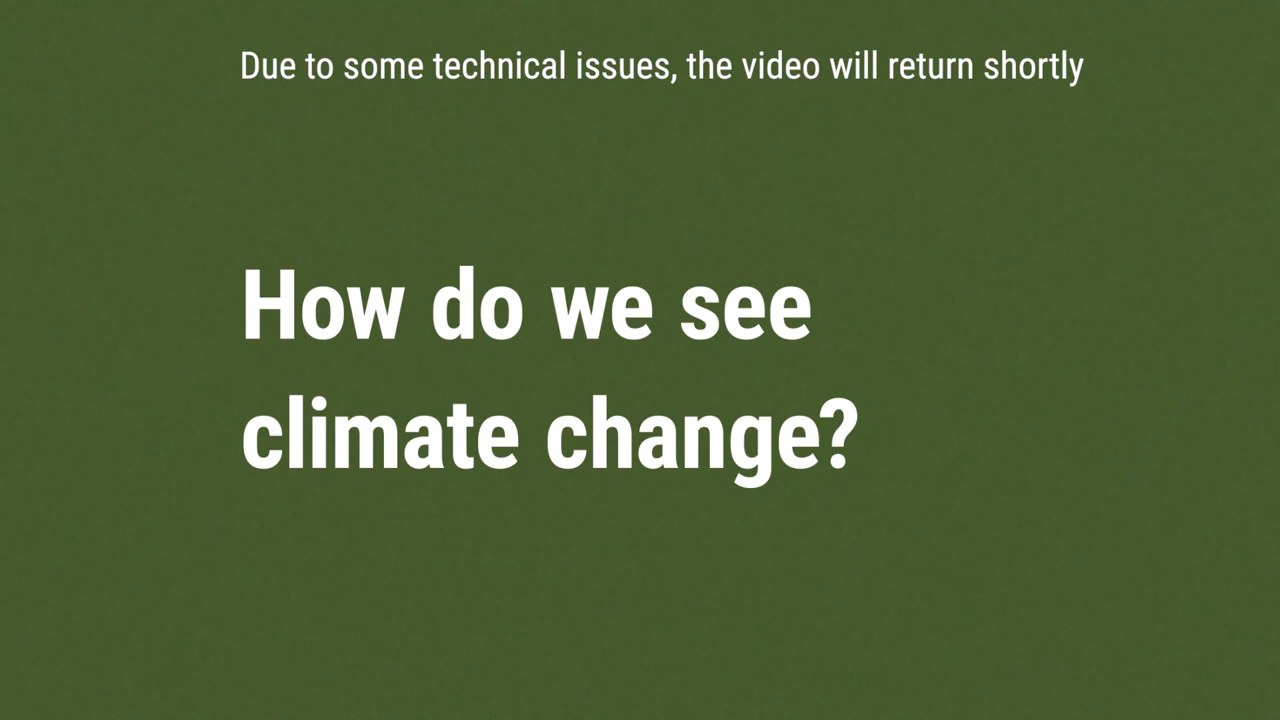 Due to some technical issues, the video will return shortly
How do we see
climate change?